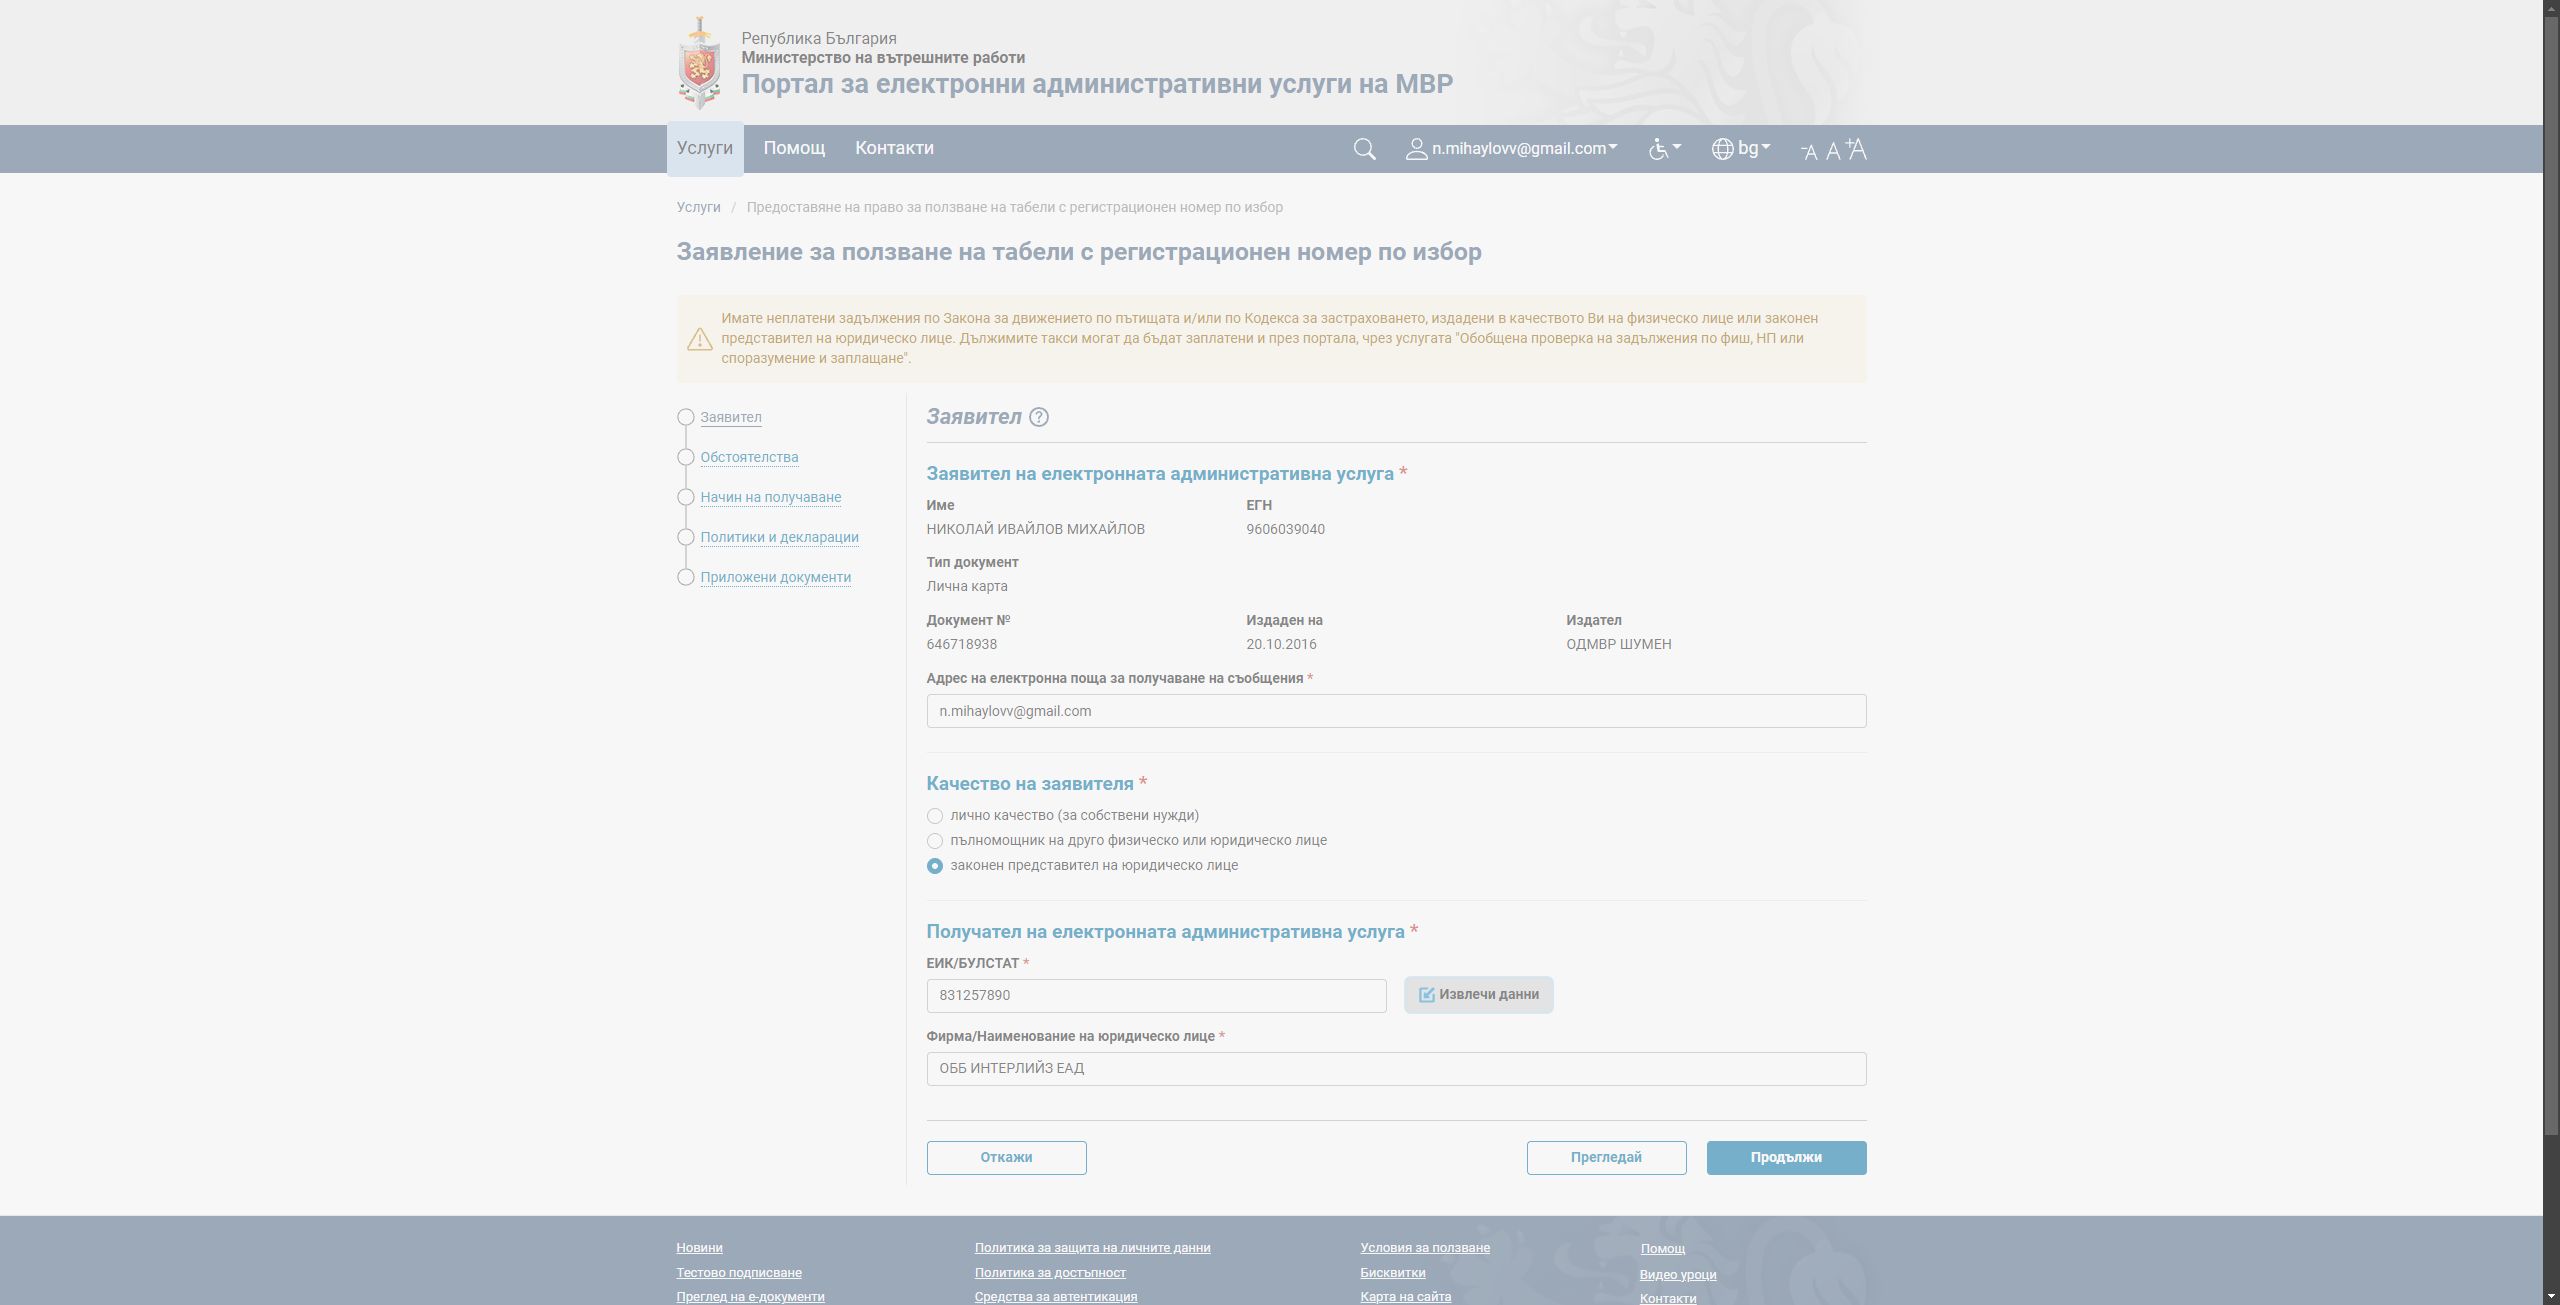 Република България
Министерство на вътрешните работи
Портал за електронни административни услуги на МВР
Услуги
Помощ
Контакти
n.mihaylovv@gmail.com
bg
-A A +A
Услуги / Предоставяне на право за ползване на табели с регистрационен номер по избор
Заявление за ползване на табели с регистрационен номер по избор
Имате неплатени задължения по Закона за движението по пътищата и/или по Кодекса за застраховането, издадени в качеството Ви на физическо лице или законен
представител на юридическо лице. Дължимите такси могат да бъдат заплатени и през портала, чрез услугата "Обобщена проверка на задължения по фиш, НП или
споразумение и заплащане".
Заявител
Обстоятелства
Начин на получаване
Политики и декларации
Приложени документи
Заявител ?
Заявител на електронната административна услуга *
Име
ЕГН
НИКОЛАЙ ИВАЙЛОВ МИХАЙЛОВ
9606039040
Тип документ
Лична карта
Документ №
Издаден на
Издател
646718938
20.10.2016
ОДМВР ШУМЕН
Адрес на електронна поща за получаване на съобщения *
n.mihaylovv@gmail.com
Качество на заявителя *
лично качество (за собствени нужди)
пълномощник на друго физическо или юридическо лице
законен представител на юридическо лице
Получател на електронната административна услуга *
ЕИК/БУЛСТАТ *
831257890
Извлечи данни
Фирма/Наименование на юридическо лице *
ОББ ИНТЕРЛИЙЗ ЕАД
Откажи
Прегледай
Продължи
Новини
Политика за защита на личните данни
Условия за ползване
Помощ
Тестово подписване
Политика за достъпност
Бисквитки
Видео уроци
Преглед на е-документи
Средства за автентикация
Карта на сайта
Контакти